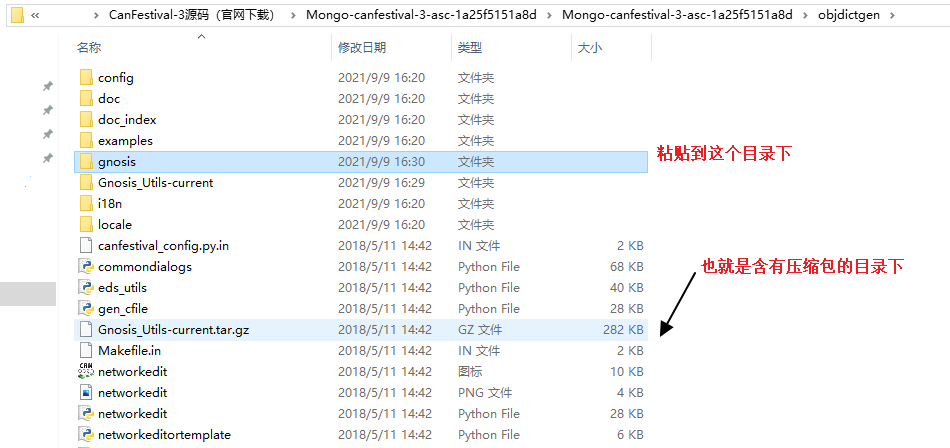 « CanFestival-3源码（官网下载） › Mongo-canfestival-3-asc-1a25f5151a8d › Mongo-canfestival-3-asc-1a25f5151a8d › objdictgen ›
名称 修改日期 类型 大小
config 2021/9/9 16:20 文件夹
doc 2021/9/9 16:20 文件夹
doc_index 2021/9/9 16:20 文件夹
examples 2021/9/9 16:20 文件夹
gnosis 2021/9/9 16:30 文件夹
粘贴到这个目录下
Gnosis_Utils-current 2021/9/9 16:29 文件夹
i18n 2021/9/9 16:20 文件夹
locale 2021/9/9 16:20 文件夹
canfestival_config.py.in 2018/5/11 14:42 IN 文件 2 KB
commondialogs 2018/5/11 14:42 Python File 68 KB
也就是含有压缩包的目录下
eds_utils 2018/5/11 14:42 Python File 40 KB
gen_cfile 2018/5/11 14:42 Python File 28 KB
Gnosis_Utils-current.tar.gz 2018/5/11 14:42 GZ 文件 282 KB
Makefile.in 2018/5/11 14:42 IN 文件 2 KB
networkedit 2018/5/11 14:42 图标 10 KB
networkedit 2018/5/11 14:42 PNG 文件 4 KB
networkedit 2018/5/11 14:42 Python File 28 KB
networkeditortemplate 2018/5/11 14:42 Python File 6 KB